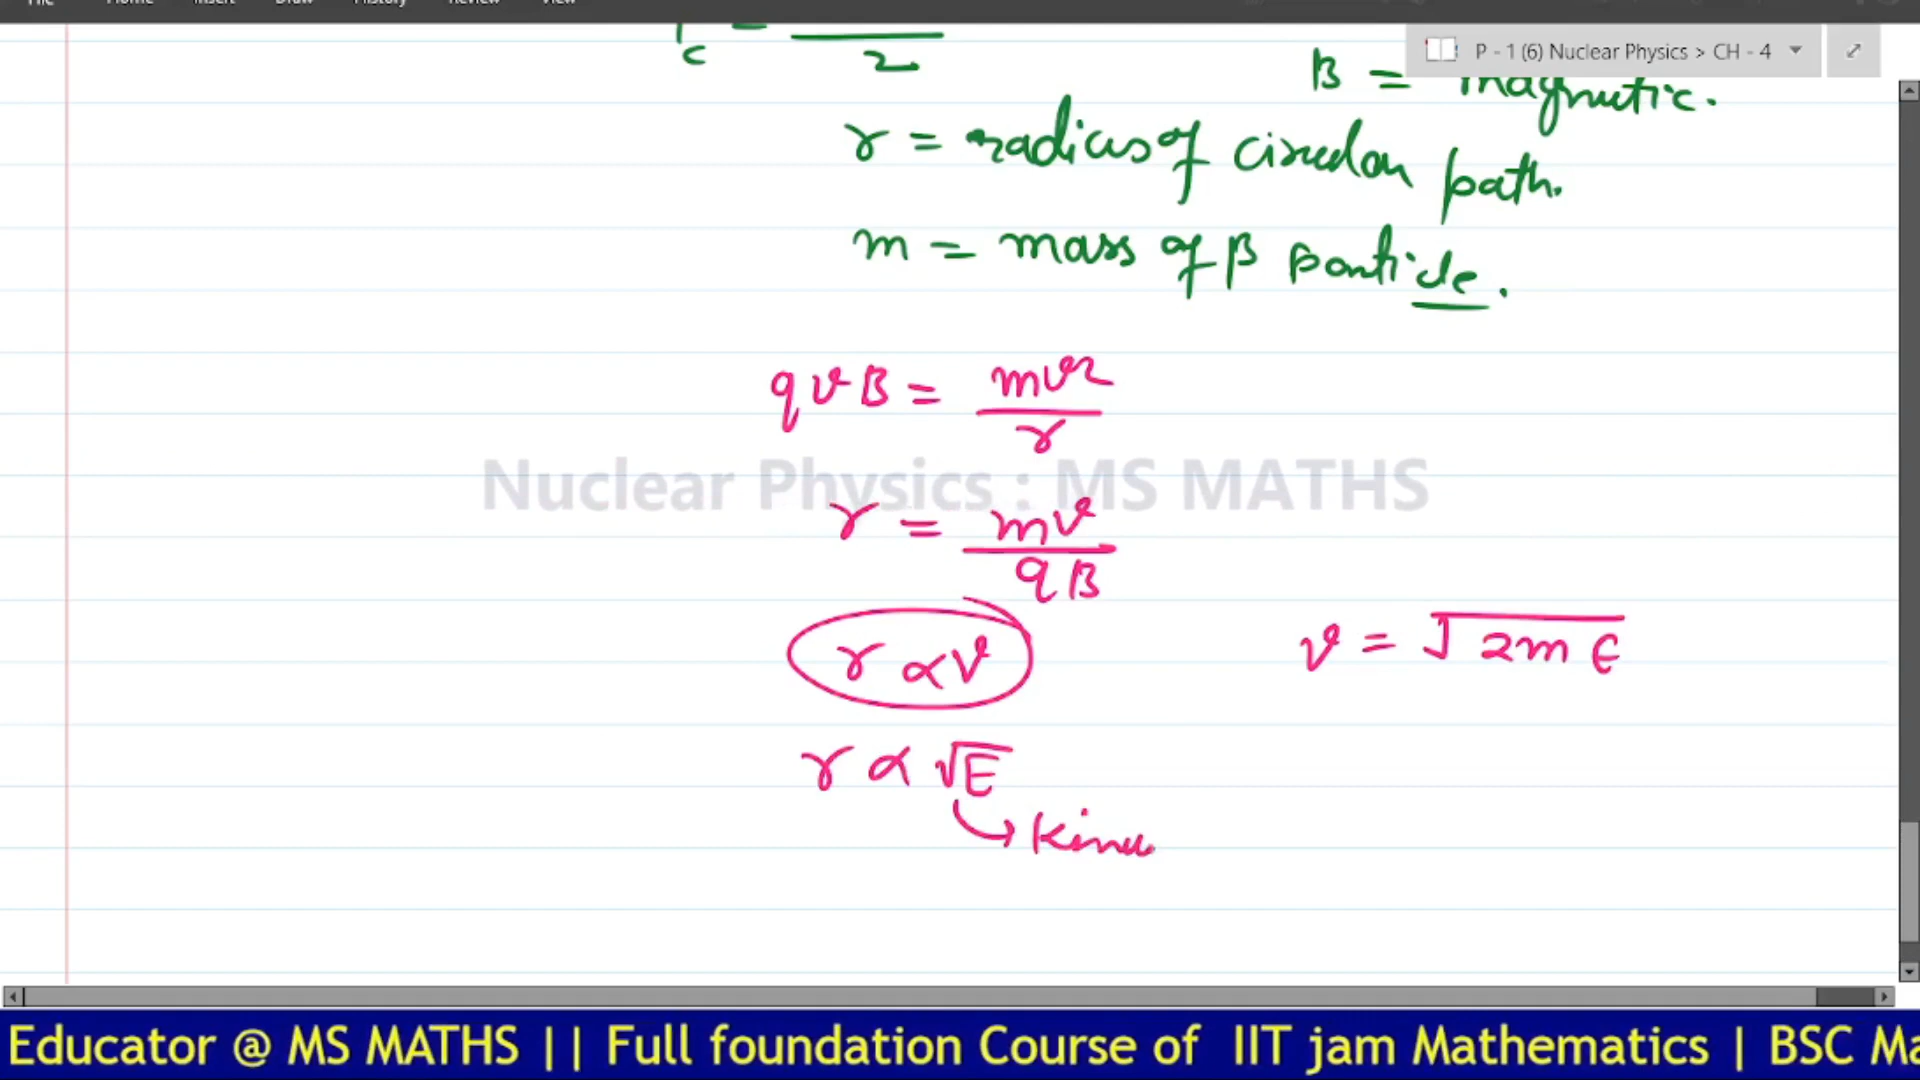 P - 1 (6) Nuclear Physics > CH - 4
c = 2
B = magnetic.
r = radius of circular path.
m = mass of β particle.
qvB = mv2 / r
Nuclear Physics : MS MATHS
r = mv / qB
r ∝ v
v = √2mE
r ∝ √E
→ Kine
Educator @ MS MATHS || Full foundation Course of IIT jam Mathematics | BSC Ma